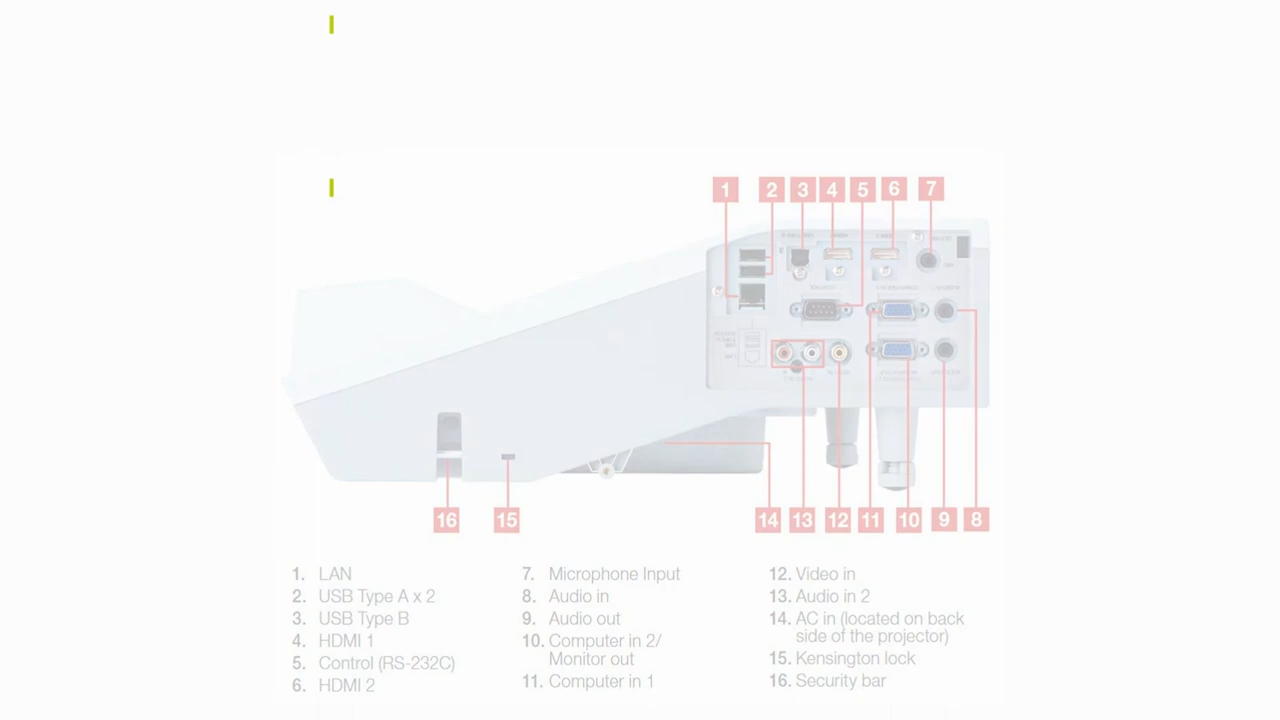 1 2 3 4 5 6 7
16 15 14 13 12 11 10 9 8
1. LAN
2. USB Type A x 2
3. USB Type B
4. HDMI 1
5. Control (RS-232C)
6. HDMI 2
7. Microphone Input
8. Audio in
9. Audio out
10. Computer in 2/
Monitor out
11. Computer in 1
12. Video in
13. Audio in 2
14. AC in (located on back
side of the projector)
15. Kensington lock
16. Security bar